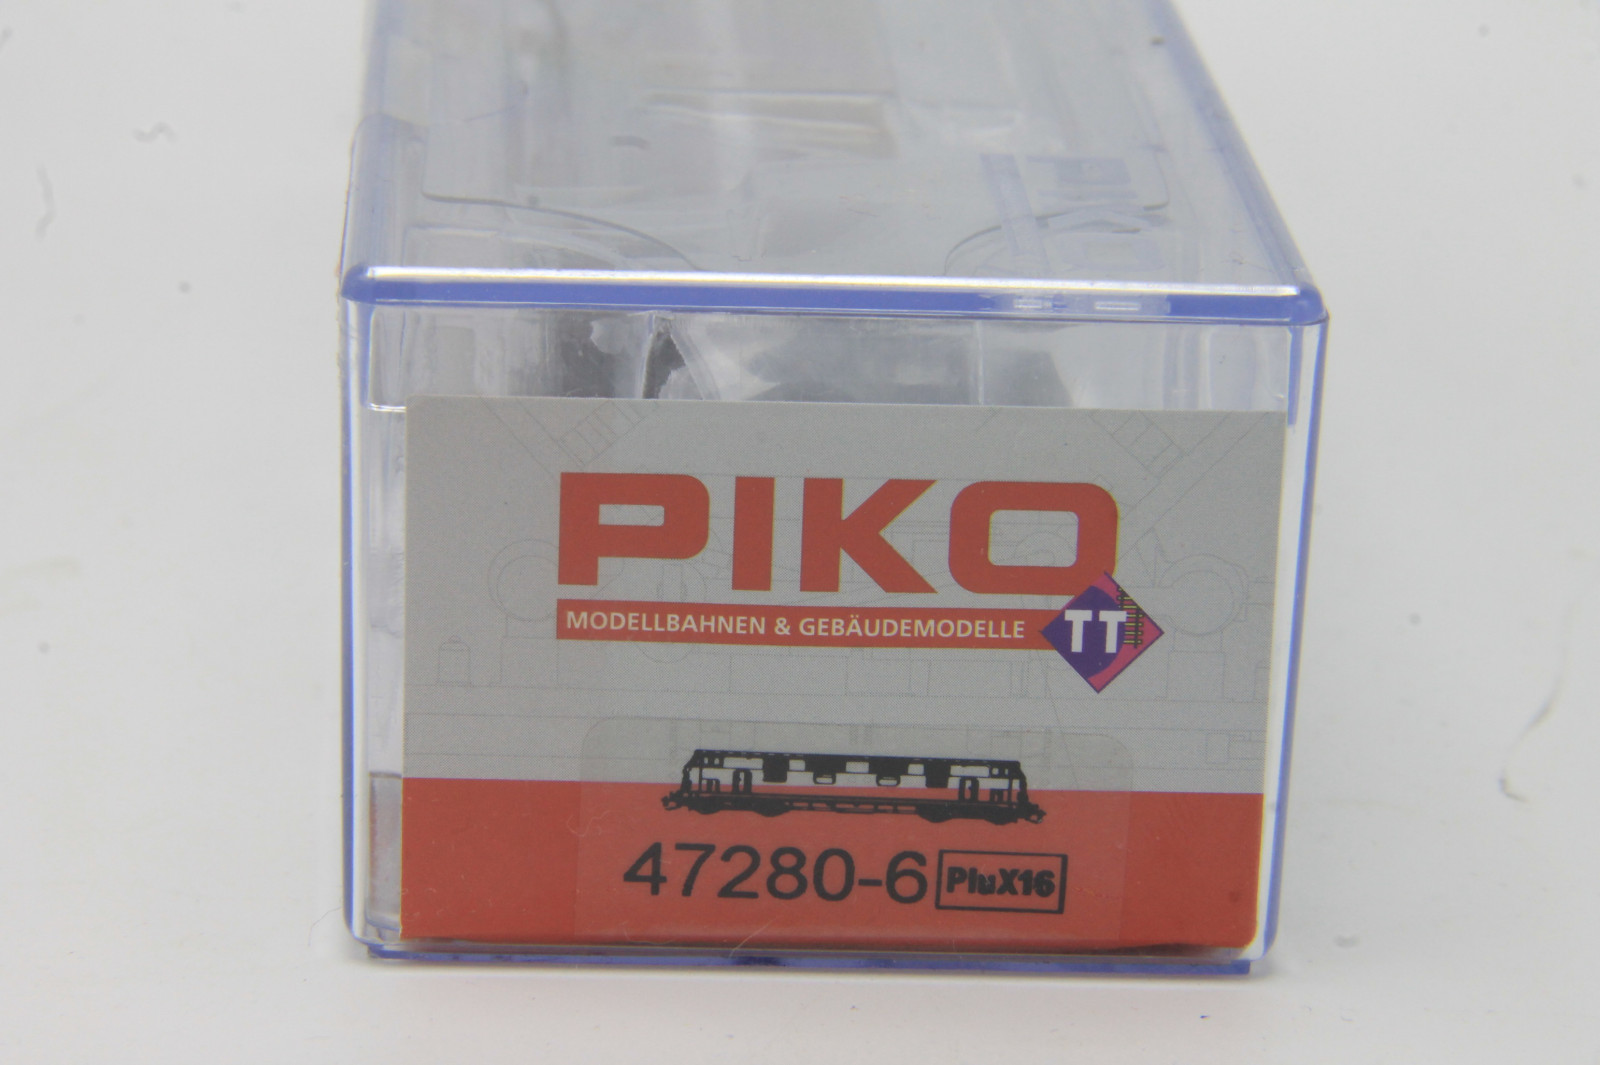 PIKO
MODELLBAHNEN & GEBÄUDEMODELLE
TT
47280-6 PluX16